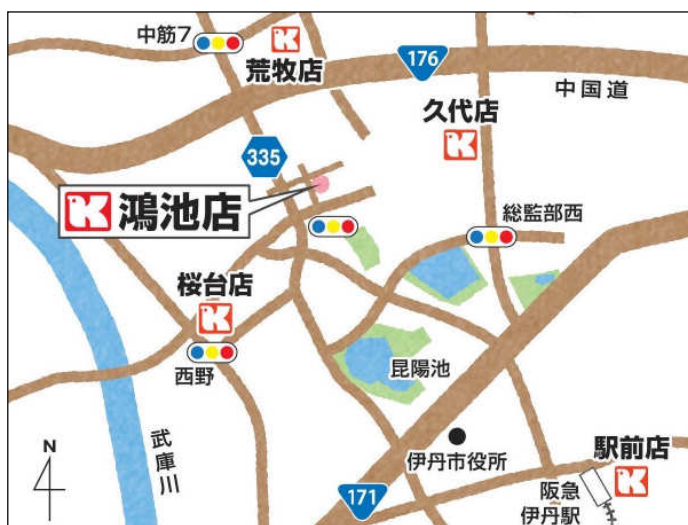 中筋7
荒牧店
176
中国道
久代店
335
K 鴻池店
総監部西
桜台店
西野
昆陽池
武庫川
N
伊丹市役所
駅前店
171
阪急
伊丹駅